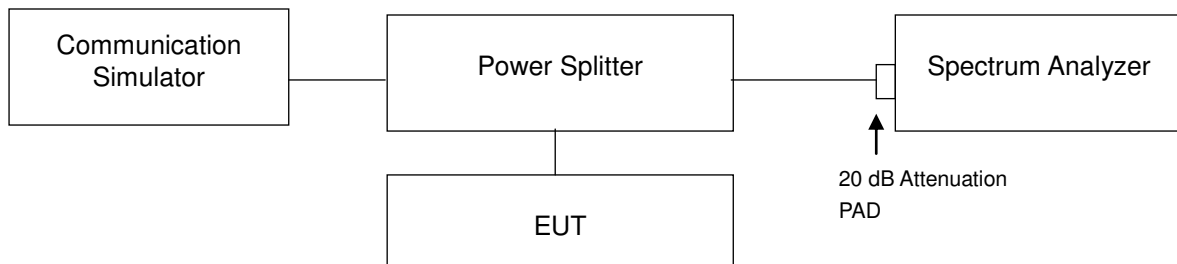 Communication
Simulator
Power Splitter
Spectrum Analyzer
20 dB Attenuation
PAD
EUT